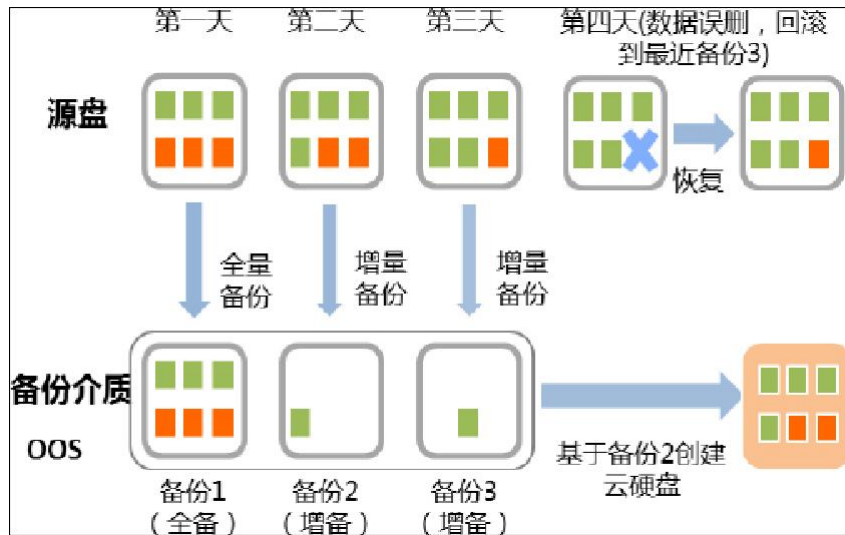 第一天
第二天
第三天
第四天(数据误删，回滚
到最近备份3)
源盘
恢复
全量
备份
增量
备份
增量
备份
备份介质
OOS
基于备份2创建
云硬盘
备份1
（全备）
备份2
（增备）
备份3
（增备）